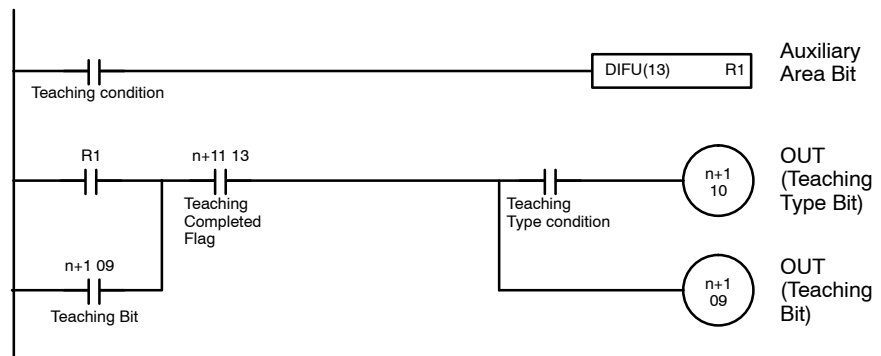 Auxiliary
Area Bit
DIFU(13) R1
Teaching condition
R1
n+11 13
Teaching
Completed
Flag
Teaching
Type condition
n+1
10
OUT
(Teaching
Type Bit)
n+1 09
Teaching Bit
n+1
09
OUT
(Teaching
Bit)